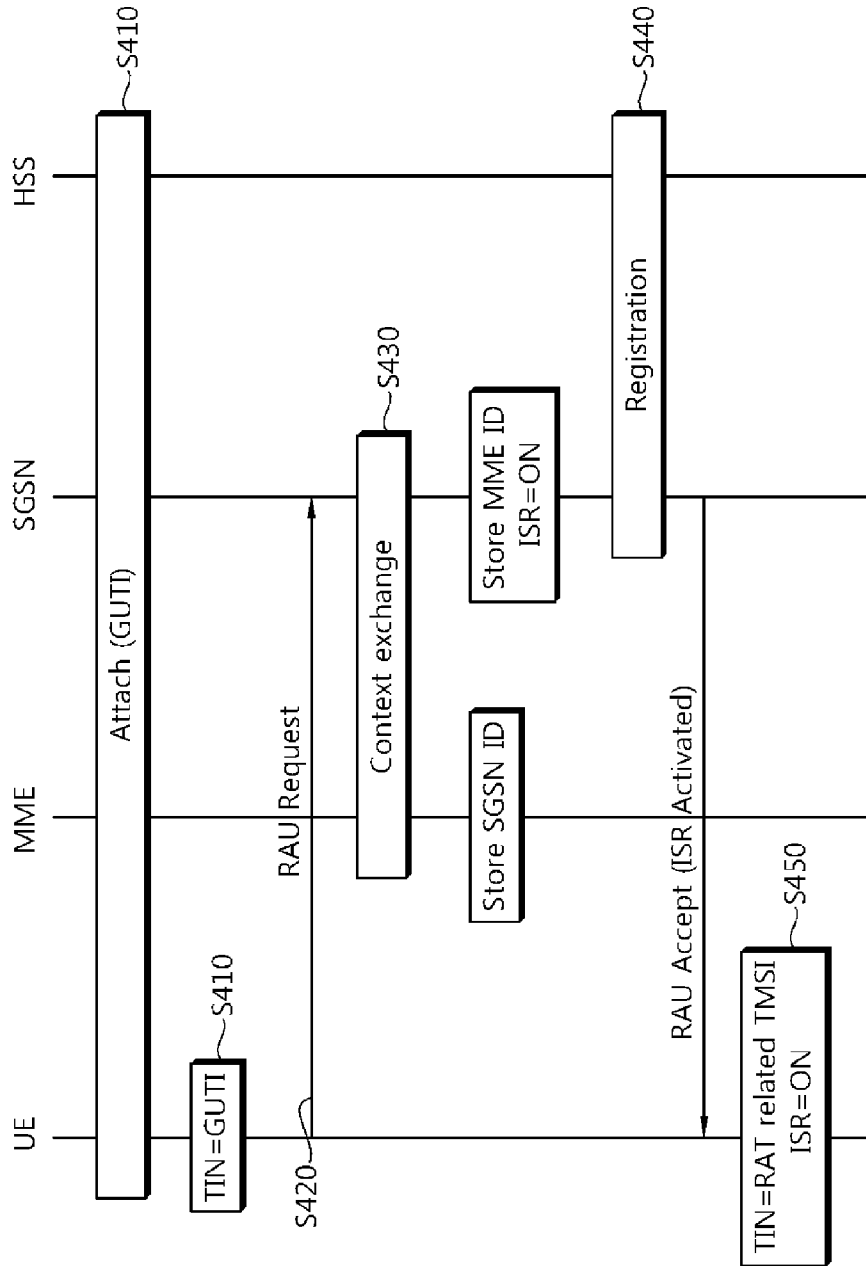 UE
MME
SGSN
HSS
Attach (GUTI)
S410
TIN=GUTI
S410
RAU Request
S420
Context exchange
S430
Store SGSN ID
Store MME ID
ISR=ON
Registration
S440
RAU Accept (ISR Activated)
TIN=RAT related TMSI
ISR=ON
S450